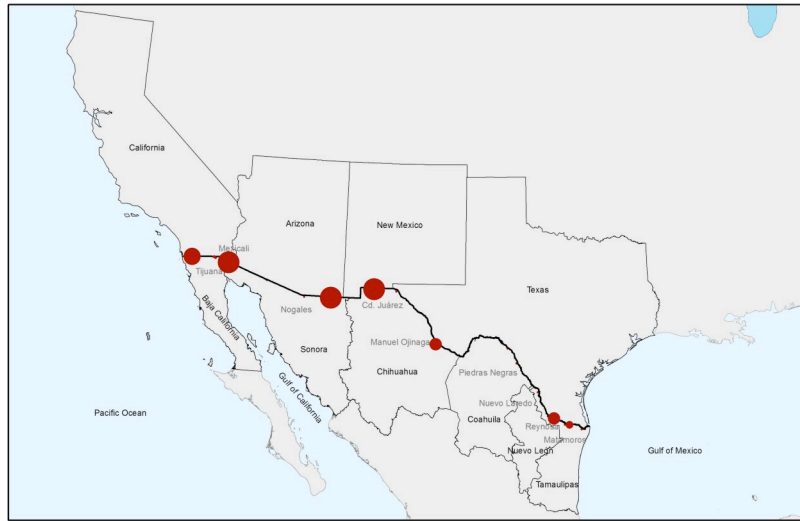 California
Arizona
New Mexico
Texas
Mexicali
Tijuana
Baja California
Nogales
Sonora
Gulf of California
Cd. Juárez
Manuel Ojinaga
Chihuahua
Piedras Negras
Nuevo Laredo
Coahuila
Reynosa
Matamoros
Nuevo León
Tamaulipas
Pacific Ocean
Gulf of Mexico